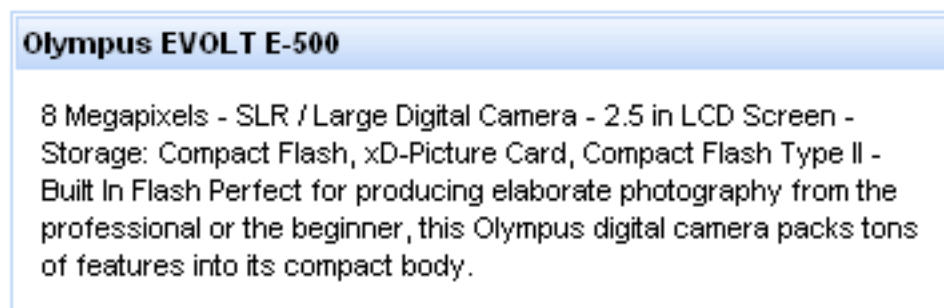 Olympus EVOLT E-500
8 Megapixels - SLR / Large Digital Camera - 2.5 in LCD Screen -
Storage: Compact Flash, xD-Picture Card, Compact Flash Type II -
Built In Flash Perfect for producing elaborate photography from the
professional or the beginner, this Olympus digital camera packs tons
of features into its compact body.